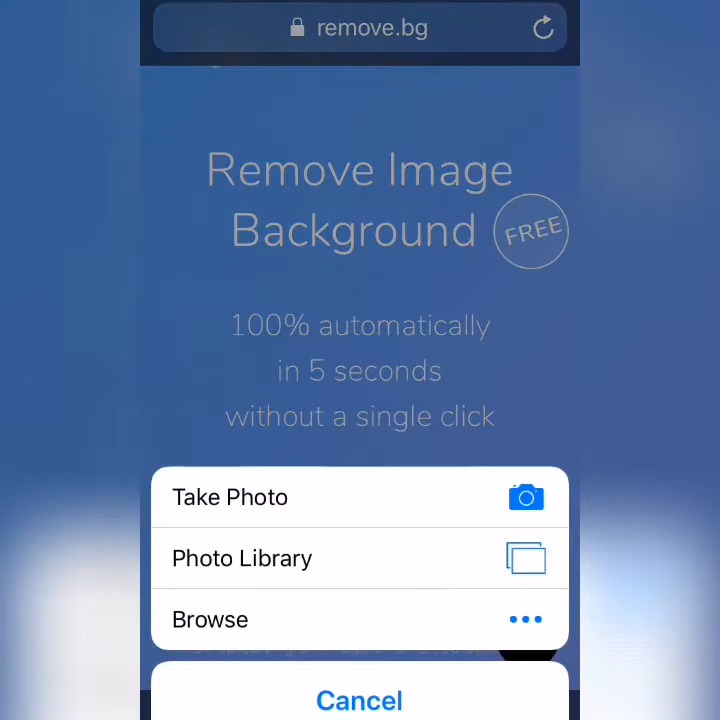 remove.bg
Remove Image
Background
FREE
100% automatically
in 5 seconds
without a single click
Take Photo
Photo Library
Browse
Cancel